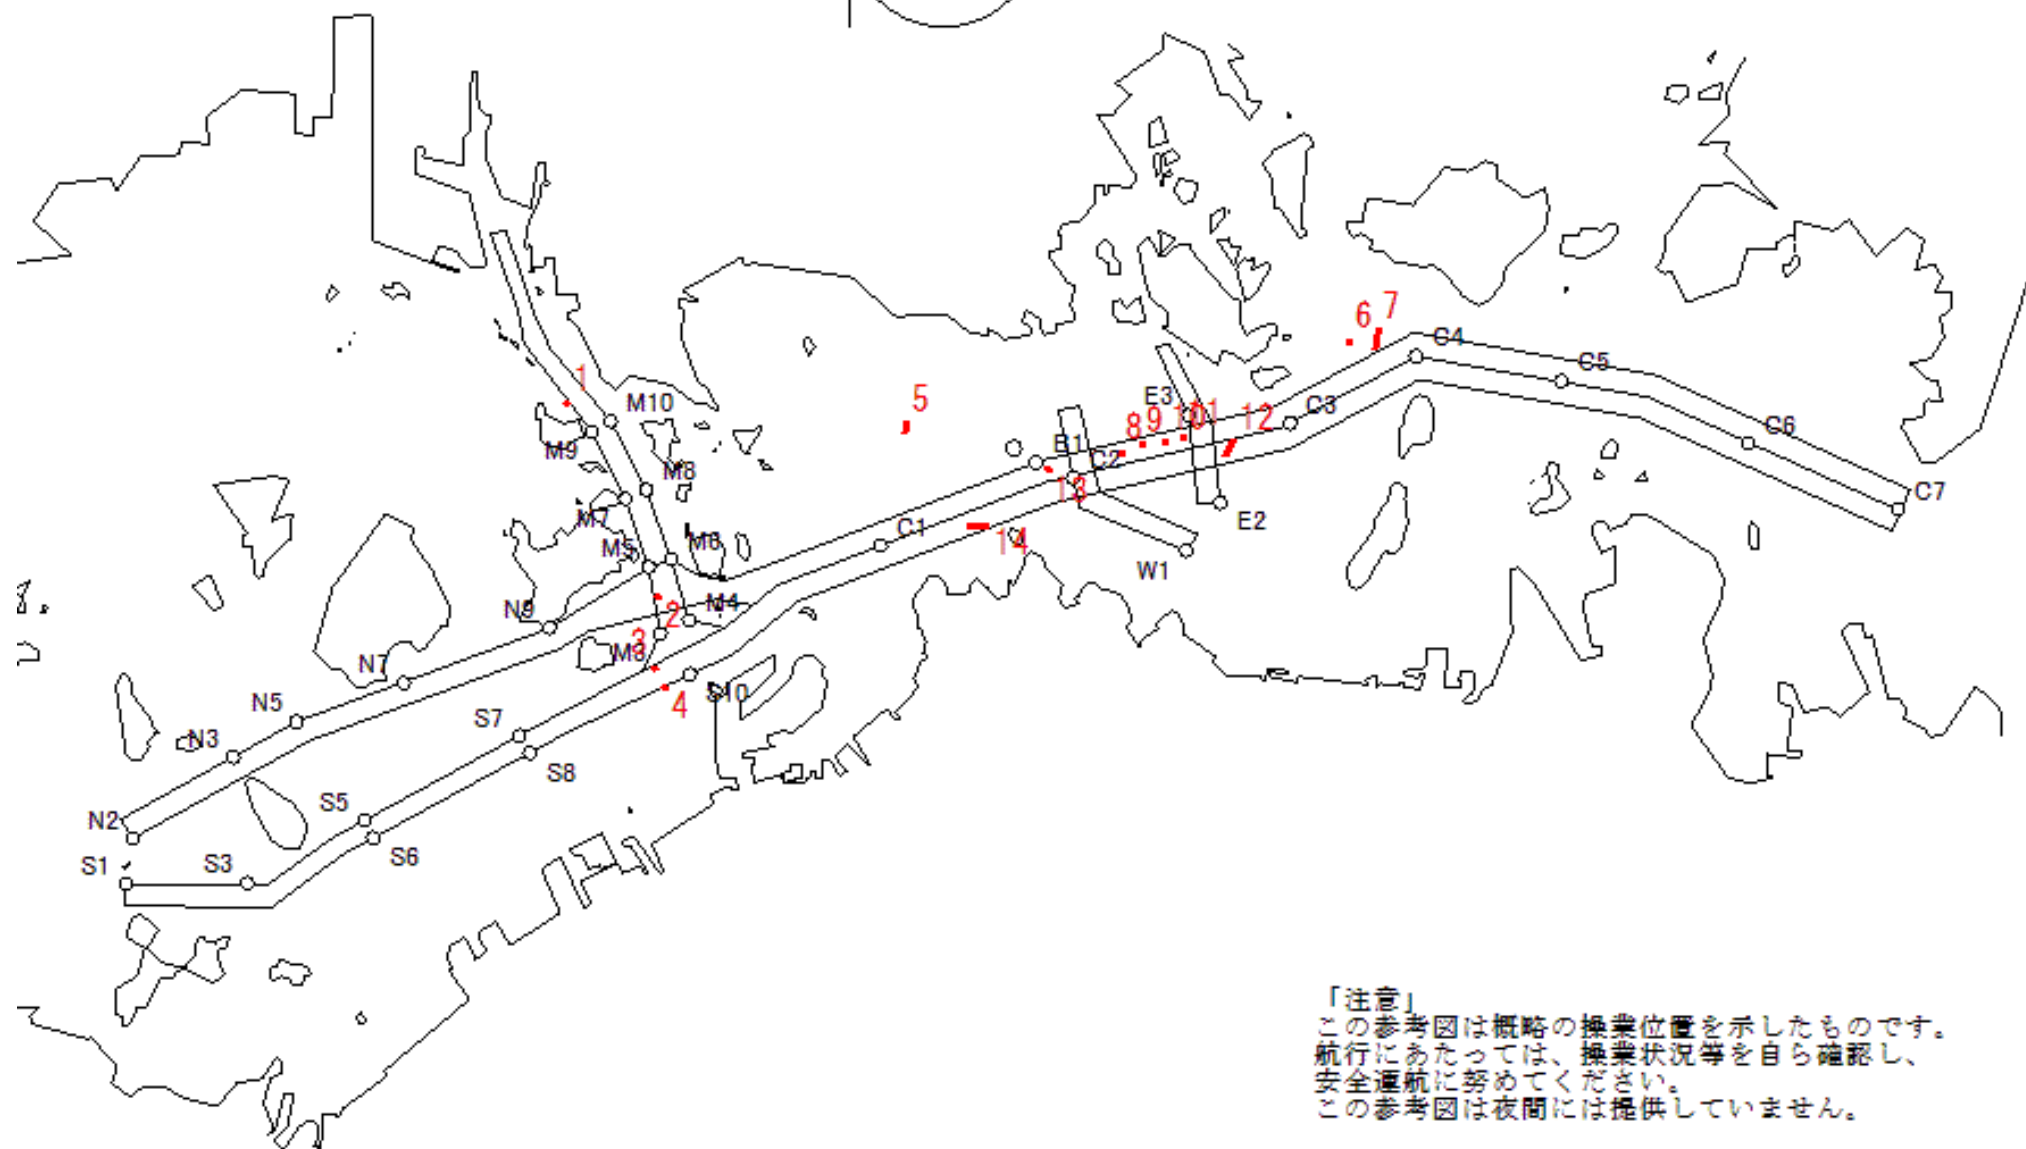 6 7
C4
C5
1
M10
5
E3
C3
12
8 9 10 11
C6
M9
B1
C2
M8
13
C7
M7
E2
C1
M5 M6
14
W1
N9
2
M4
3
M3
N7
S10
4
N5
S7
N3
S8
S5
N2
S6
S1
S3
「注意」
この参考図は概略の操業位置を示したものです。
航行にあたっては、操業状況等を自ら確認し、
安全運航に努めてください。
この参考図は夜間には提供していません。